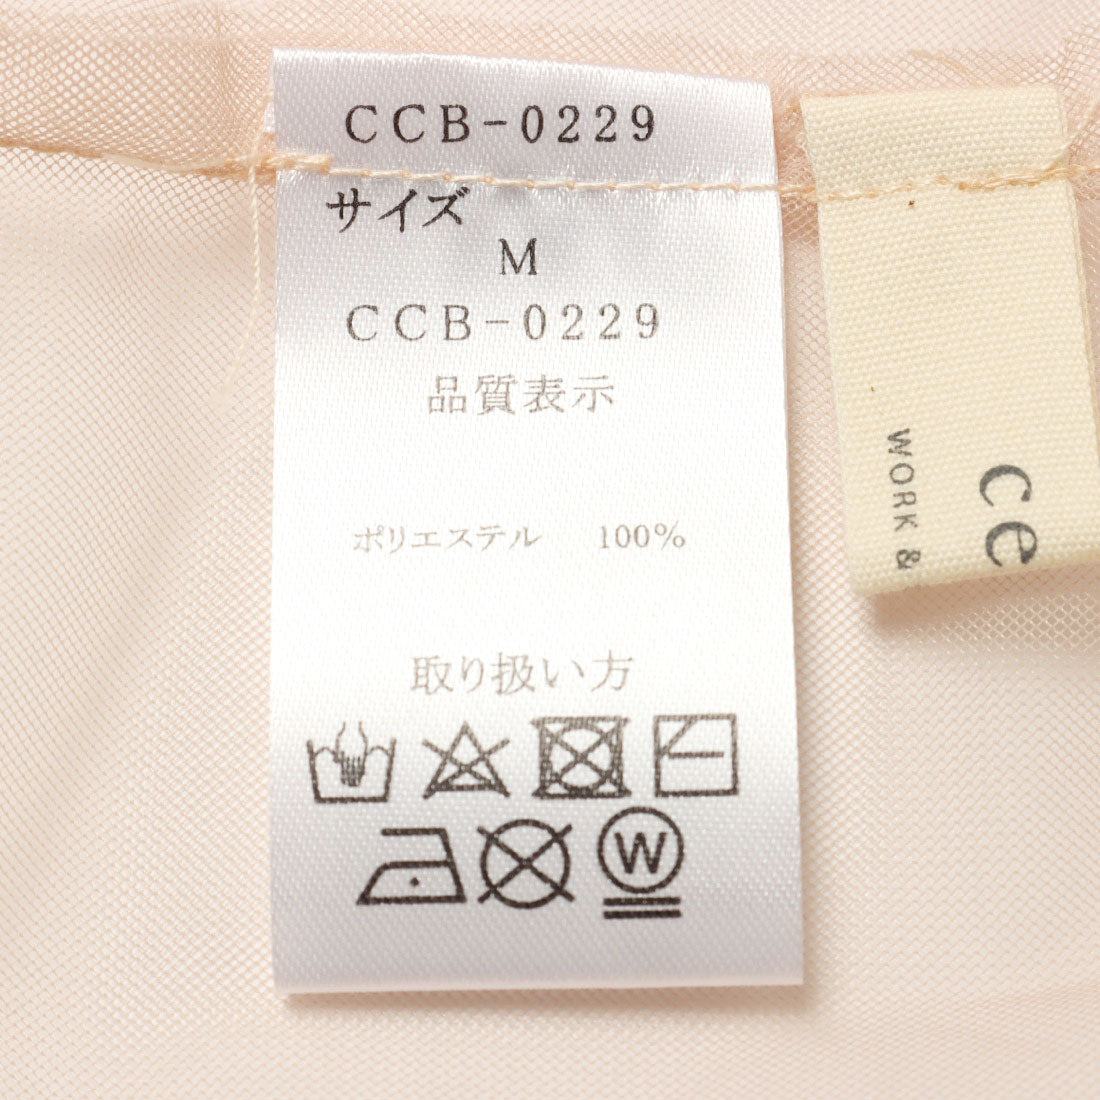 CCB-0229
サイズ
M
CCB-0229
品質表示
ポリエステル 100%
取り扱い方
W
ce
WORK &